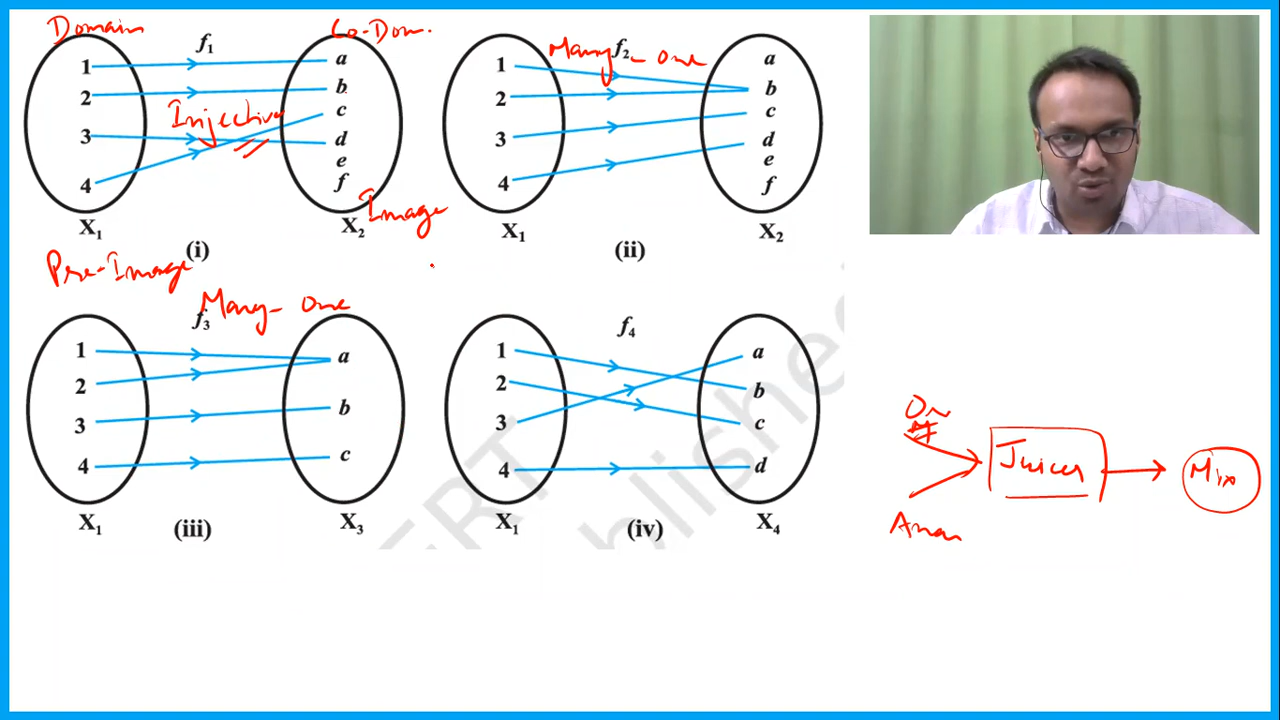 Domain
Co-Dom.
f1
1
2
3
4
a
b
c
d
e
f
Injective
X1
X2
(i)
Image
Pre-Image
Many-One
f2
1
2
3
4
a
b
c
d
e
f
X1
X2
(ii)
Many-One
f3
1
2
3
4
a
b
c
X1
X3
(iii)
f4
1
2
3
4
a
b
c
d
X1
X4
(iv)
Juicer
Mix